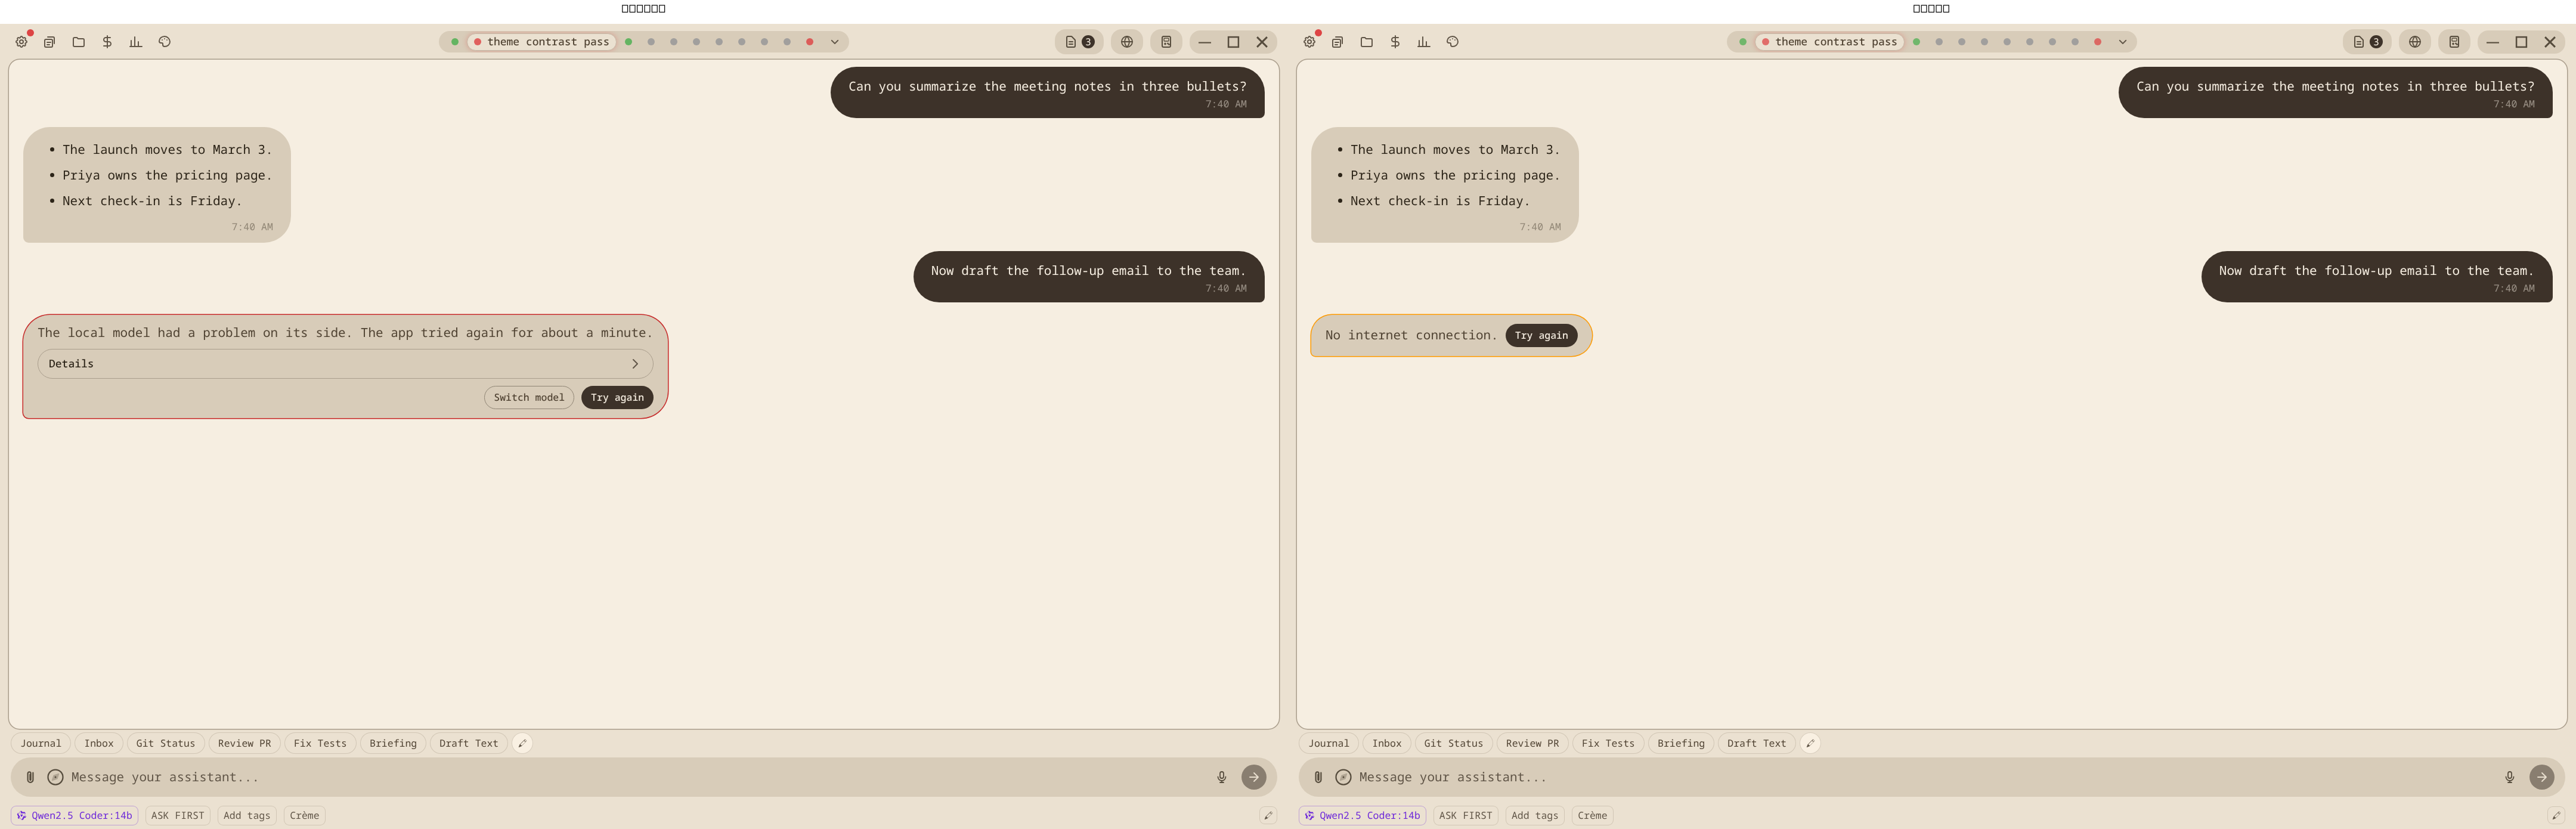 theme contrast pass
3
Can you summarize the meeting notes in three bullets?
7:40 AM
• The launch moves to March 3.
• Priya owns the pricing page.
• Next check-in is Friday.
7:40 AM
Now draft the follow-up email to the team.
7:40 AM
The local model had a problem on its side. The app tried again for about a minute.
Details
Switch model Try again
Journal Inbox Git Status Review PR Fix Tests Briefing Draft Text
Message your assistant...
Qwen2.5 Coder:14b ASK FIRST Add tags Crème
theme contrast pass
3
Can you summarize the meeting notes in three bullets?
7:40 AM
• The launch moves to March 3.
• Priya owns the pricing page.
• Next check-in is Friday.
7:40 AM
Now draft the follow-up email to the team.
7:40 AM
No internet connection. Try again
Journal Inbox Git Status Review PR Fix Tests Briefing Draft Text
Message your assistant...
Qwen2.5 Coder:14b ASK FIRST Add tags Crème